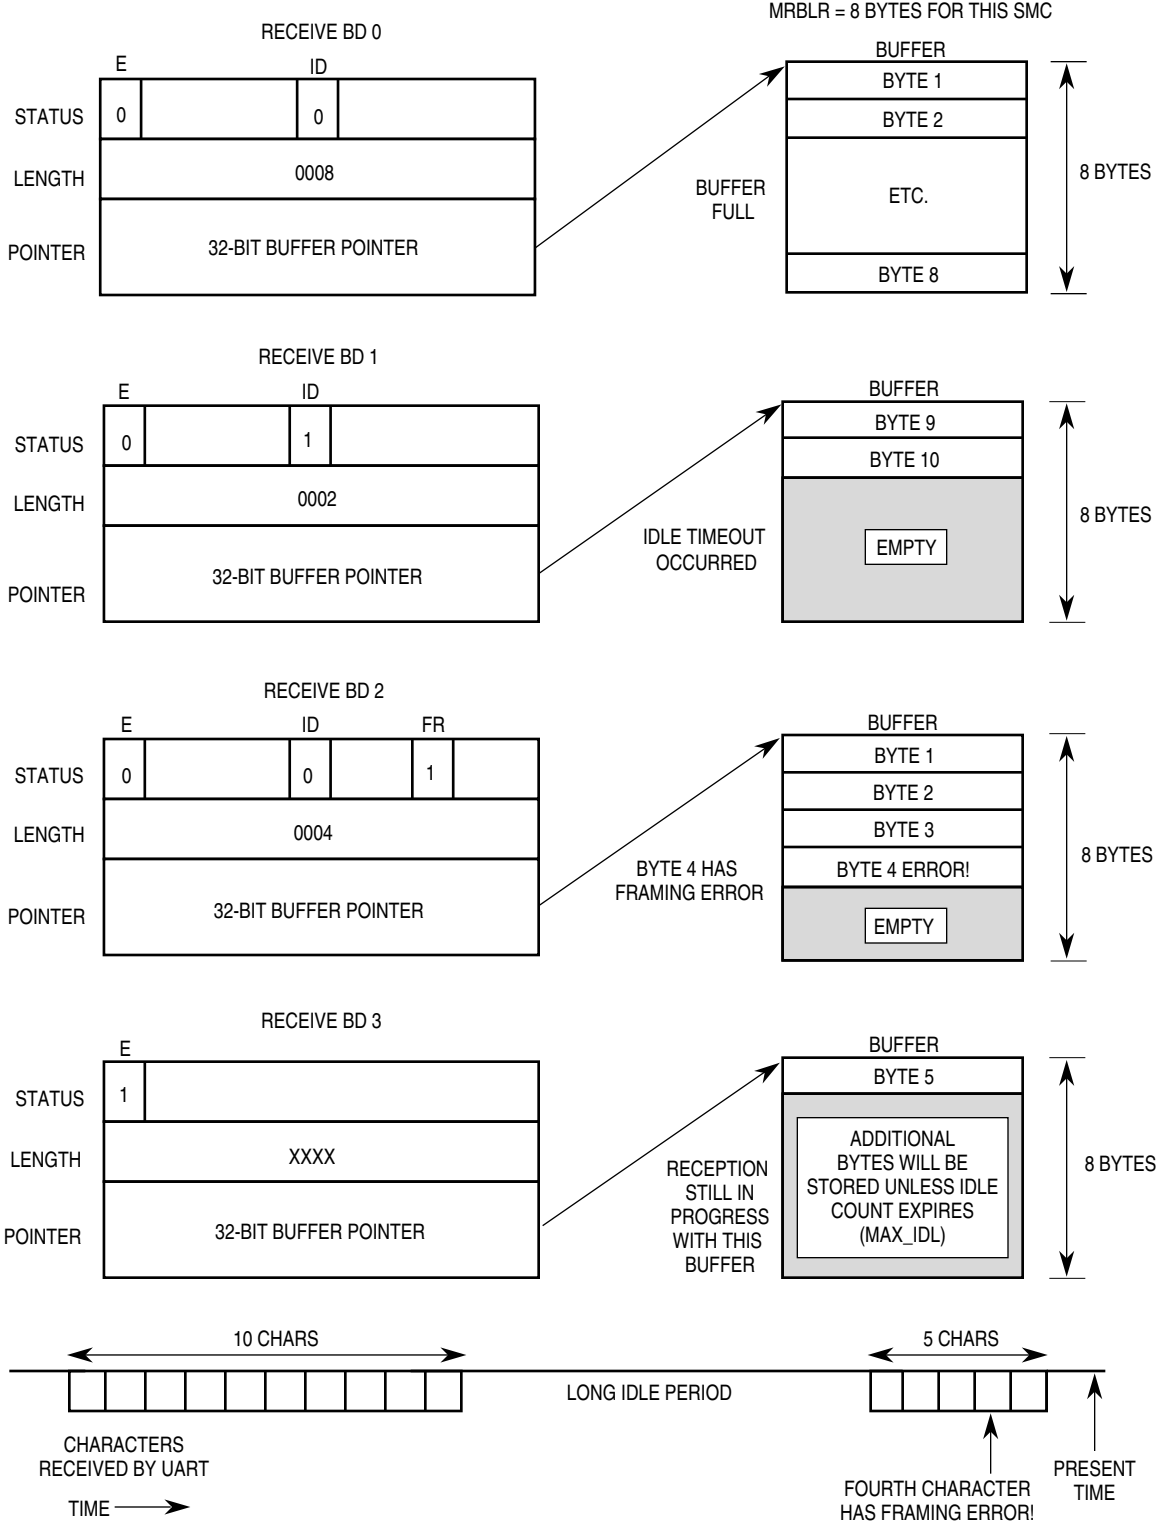 MRBLR = 8 BYTES FOR THIS SMC
RECEIVE BD 0
BUFFER
E
ID
STATUS
0
0
LENGTH
0008
POINTER
32-BIT BUFFER POINTER
BUFFER
FULL
BYTE 1
BYTE 2
ETC.
BYTE 8
8 BYTES
RECEIVE BD 1
BUFFER
E
ID
STATUS
0
1
LENGTH
0002
POINTER
32-BIT BUFFER POINTER
IDLE TIMEOUT
OCCURRED
BYTE 9
BYTE 10
EMPTY
8 BYTES
RECEIVE BD 2
BUFFER
E
ID
FR
STATUS
0
0
1
LENGTH
0004
POINTER
32-BIT BUFFER POINTER
BYTE 4 HAS
FRAMING ERROR
BYTE 1
BYTE 2
BYTE 3
BYTE 4 ERROR!
EMPTY
8 BYTES
RECEIVE BD 3
BUFFER
E
STATUS
1
LENGTH
XXXX
POINTER
32-BIT BUFFER POINTER
RECEPTION
STILL IN
PROGRESS
WITH THIS
BUFFER
BYTE 5
ADDITIONAL
BYTES WILL BE
STORED UNLESS IDLE
COUNT EXPIRES
(MAX_IDL)
8 BYTES
10 CHARS
5 CHARS
LONG IDLE PERIOD
CHARACTERS
RECEIVED BY UART
TIME
FOURTH CHARACTER
HAS FRAMING ERROR!
PRESENT
TIME